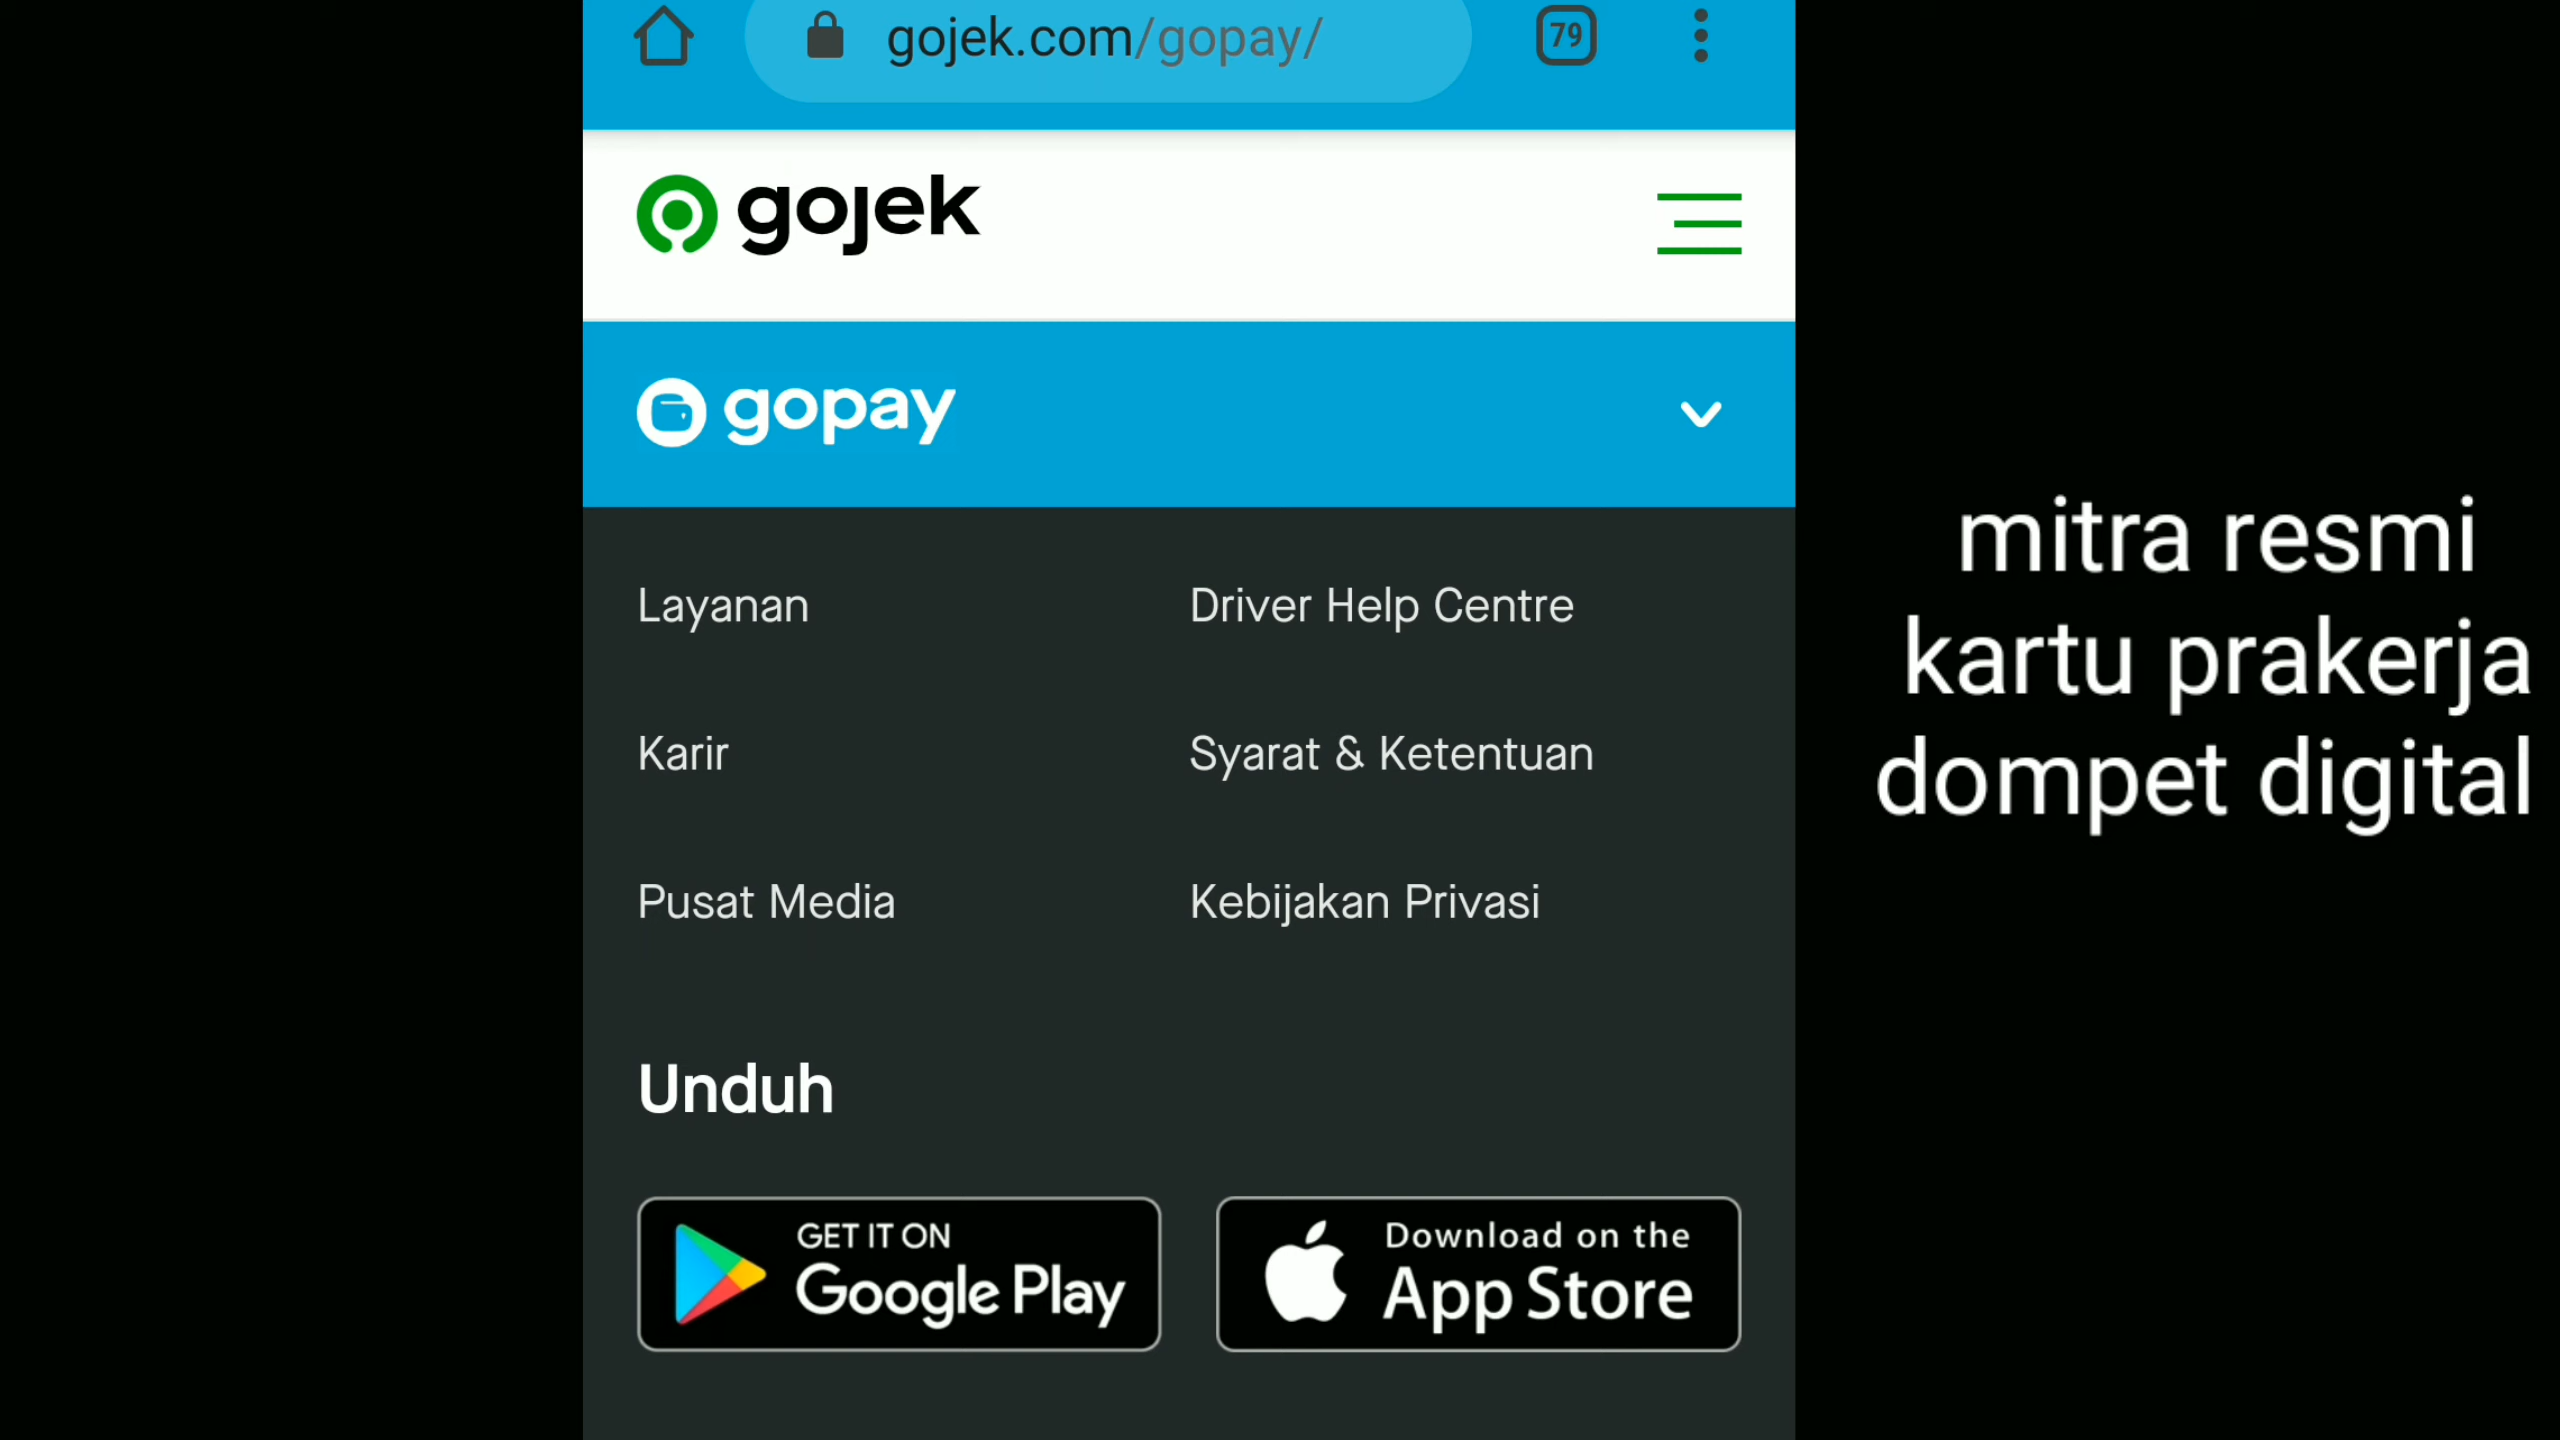 gojek.com/gopay/
79
gojek
gopay
Layanan
Driver Help Centre
Karir
Syarat & Ketentuan
Pusat Media
Kebijakan Privasi
Unduh
GET IT ON
Google Play
Download on the
App Store
mitra resmi
kartu prakerja
dompet digital